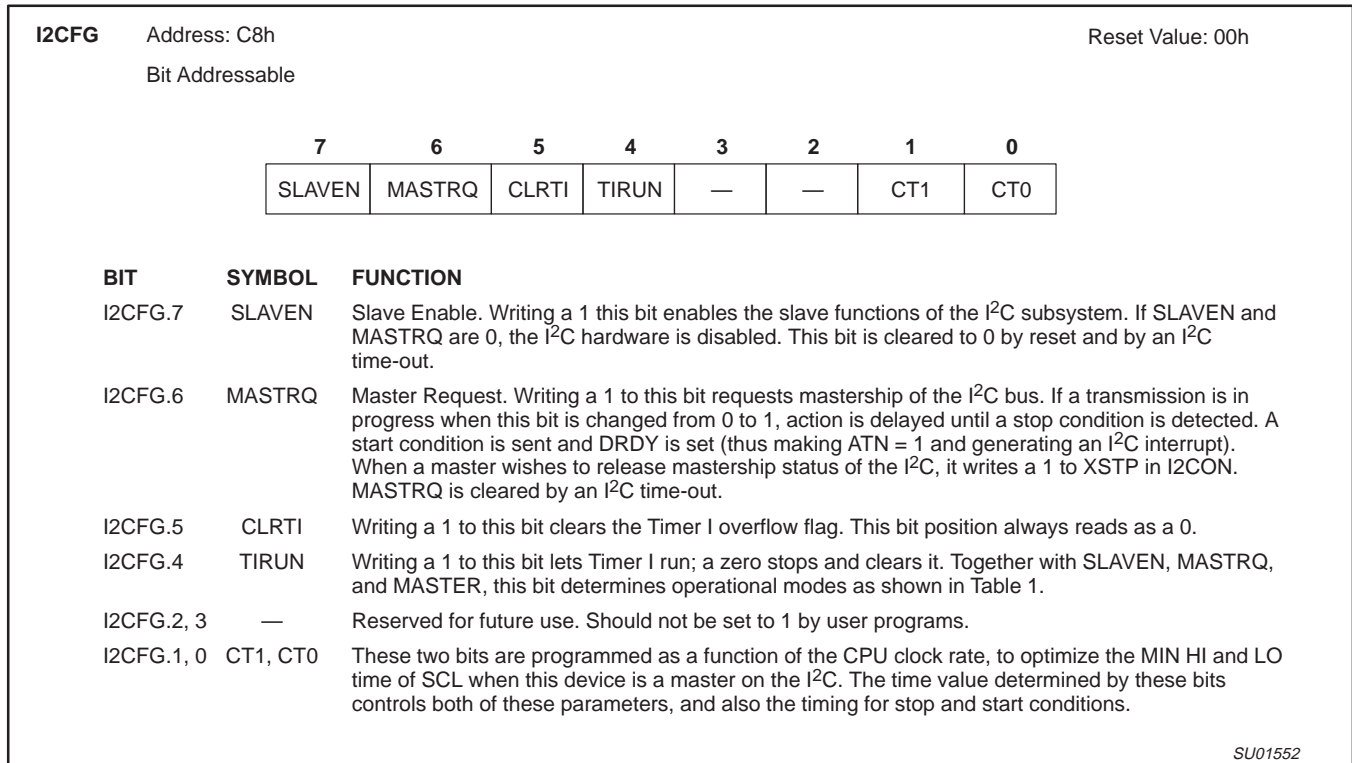 I2CFG Address: C8h Reset Value: 00h
Bit Addressable
7 6 5 4 3 2 1 0
SLAVEN MASTRQ CLRTI TIRUN — — CT1 CT0
BIT SYMBOL FUNCTION
I2CFG.7 SLAVEN Slave Enable. Writing a 1 this bit enables the slave functions of the I2C subsystem. If SLAVEN and
MASTRQ are 0, the I2C hardware is disabled. This bit is cleared to 0 by reset and by an I2C
time-out.
I2CFG.6 MASTRQ Master Request. Writing a 1 to this bit requests mastership of the I2C bus. If a transmission is in
progress when this bit is changed from 0 to 1, action is delayed until a stop condition is detected. A
start condition is sent and DRDY is set (thus making ATN = 1 and generating an I2C interrupt).
When a master wishes to release mastership status of the I2C, it writes a 1 to XSTP in I2CON.
MASTRQ is cleared by an I2C time-out.
I2CFG.5 CLRTI Writing a 1 to this bit clears the Timer I overflow flag. This bit position always reads as a 0.
I2CFG.4 TIRUN Writing a 1 to this bit lets Timer I run; a zero stops and clears it. Together with SLAVEN, MASTRQ,
and MASTER, this bit determines operational modes as shown in Table 1.
I2CFG.2, 3 — Reserved for future use. Should not be set to 1 by user programs.
I2CFG.1, 0 CT1, CT0 These two bits are programmed as a function of the CPU clock rate, to optimize the MIN HI and LO
time of SCL when this device is a master on the I2C. The time value determined by these bits
controls both of these parameters, and also the timing for stop and start conditions.
SU01552